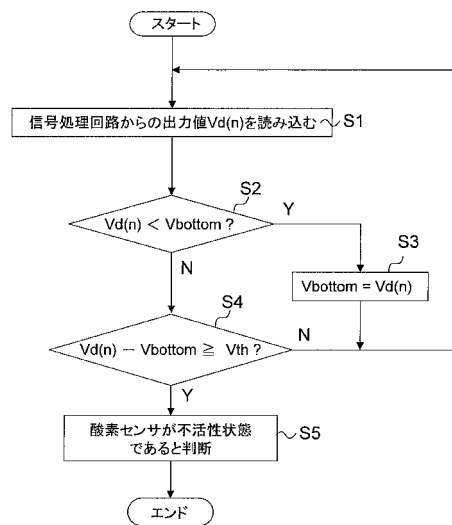 スタート
信号処理回路からの出力値Vd(n)を読み込む
S1
S2
Vd(n) < Vbottom ?
Y
N
S3
Vbottom = Vd(n)
S4
Vd(n) − Vbottom ≧ Vth ?
N
Y
酸素センサが不活性状態
であると判断
S5
エンド